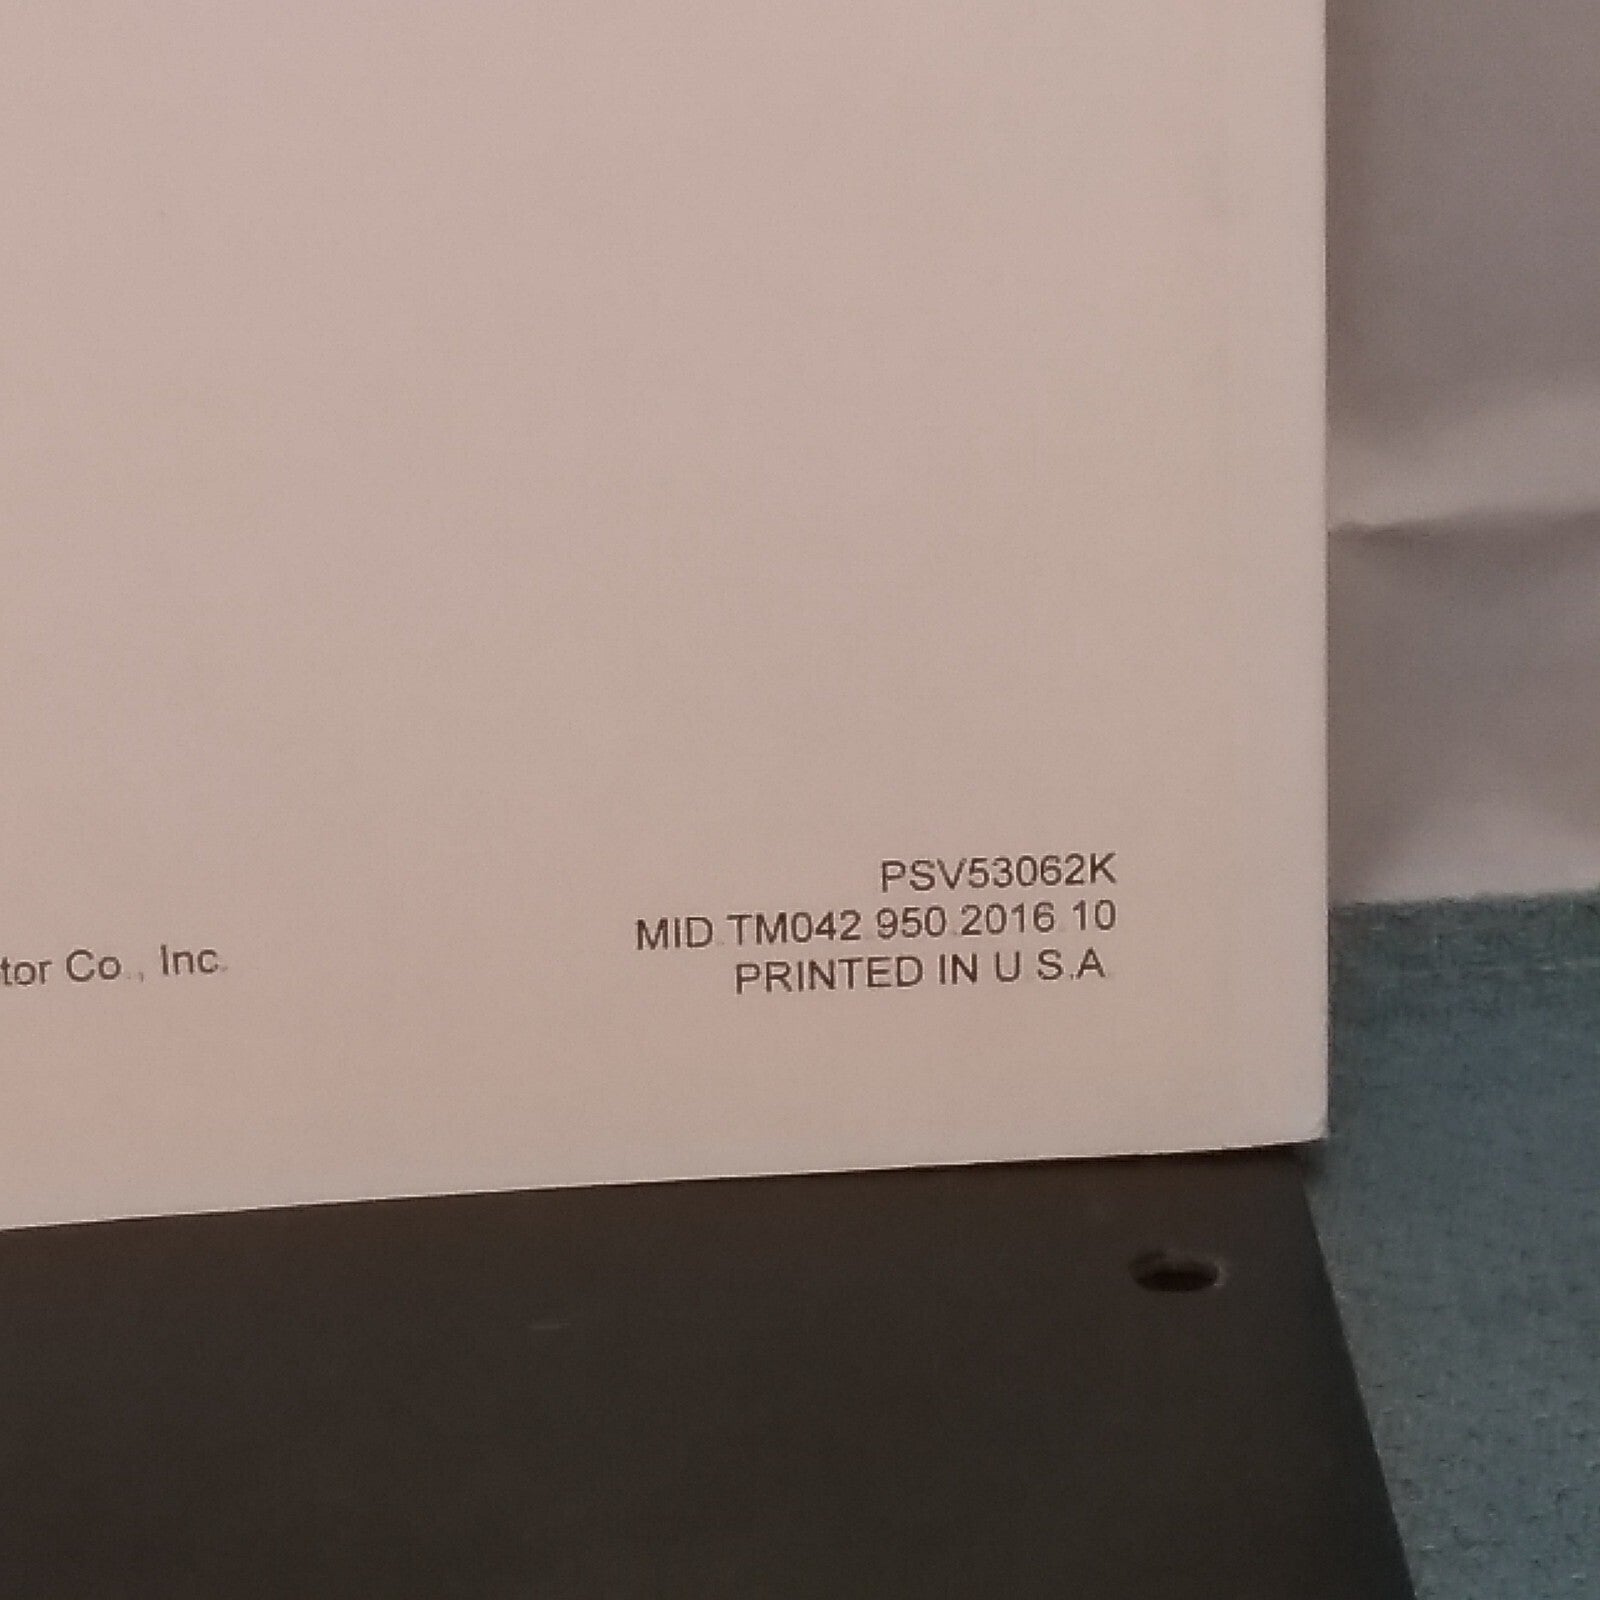 PSV53062K
MID.TM042.950.2016.10
tor Co., Inc.
PRINTED IN U.S.A.